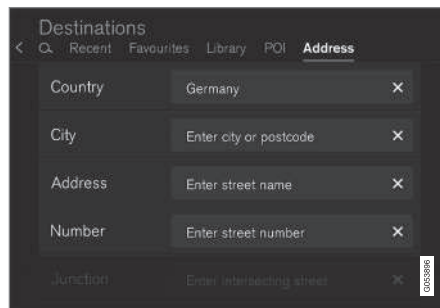 Destinations
Recent Favourites Library POI Address
Country Germany
City Enter city or postcode
Address Enter street name
Number Enter street number
Junction Enter intersecting street
G053896